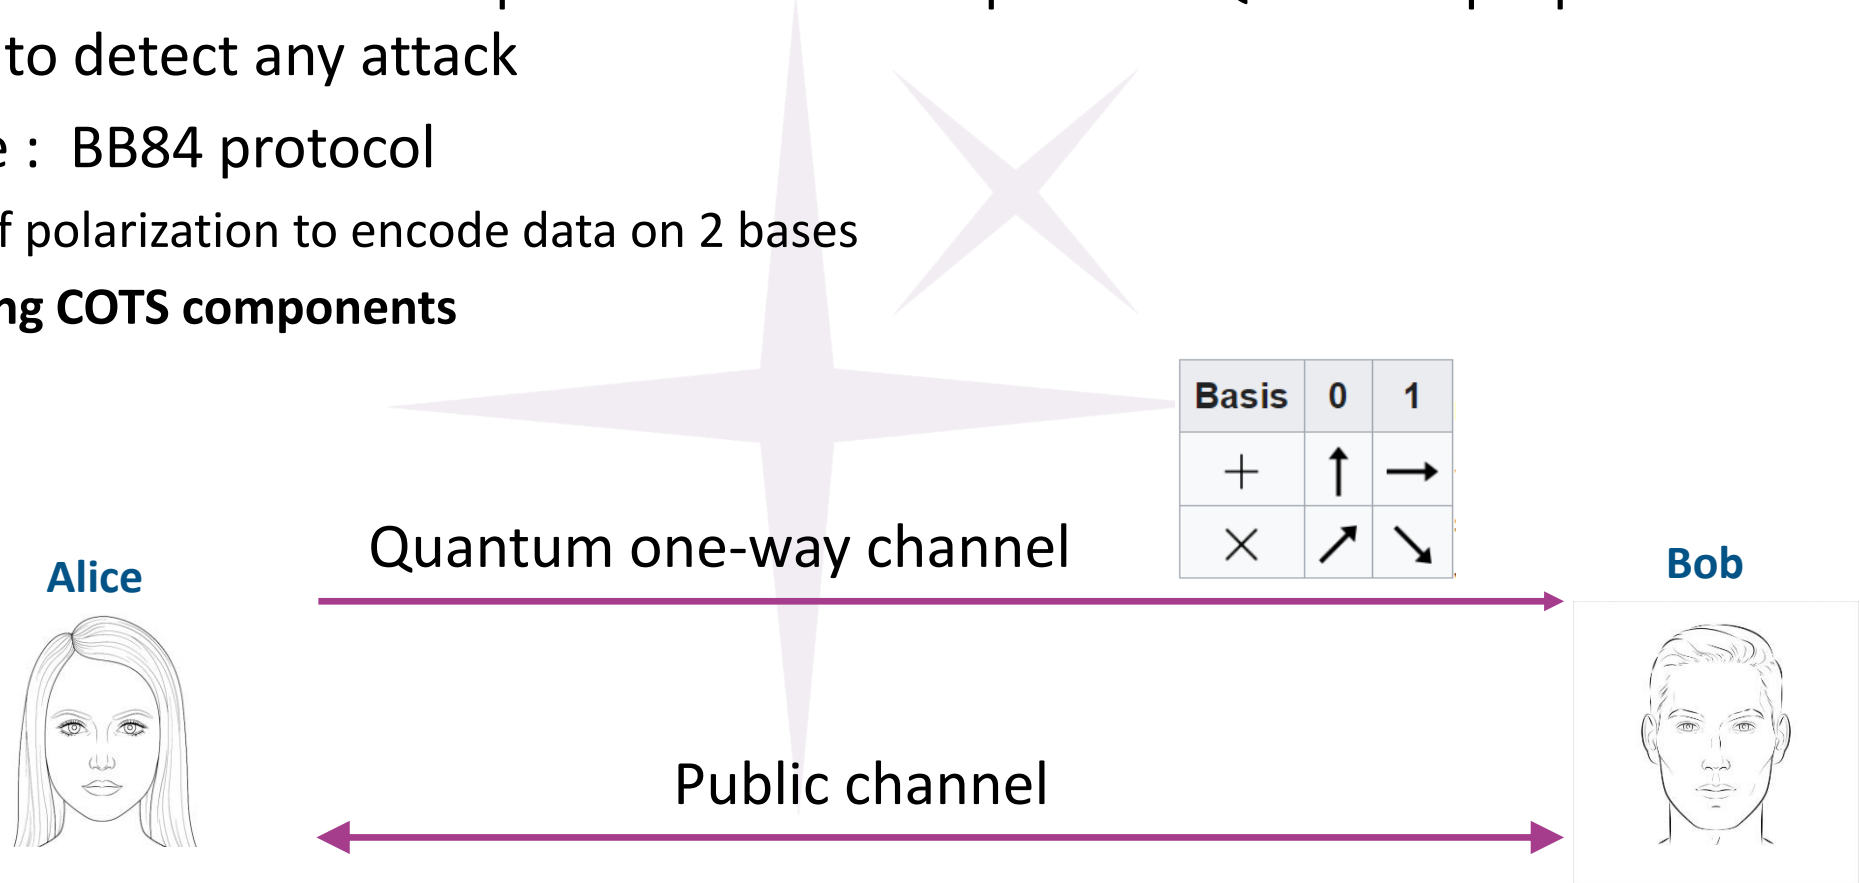 to detect any attack
: BB84 protocol
polarization to encode data on 2 bases
COTS components
Basis 0 1
+ ↑ →
× ↗ ↘
Quantum one-way channel
Alice
Bob
Public channel